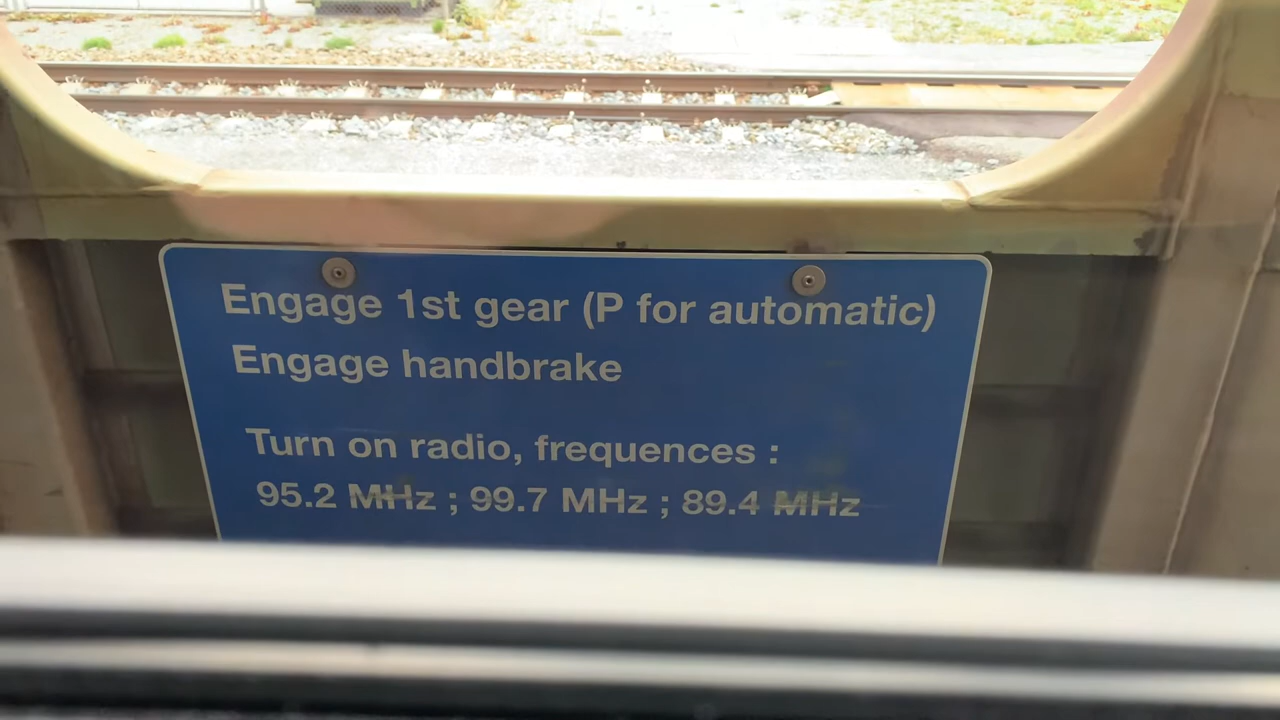 Engage 1st gear (P for automatic)
Engage handbrake
Turn on radio, frequences :
95.2 MHz ; 99.7 MHz ; 89.4 MHz